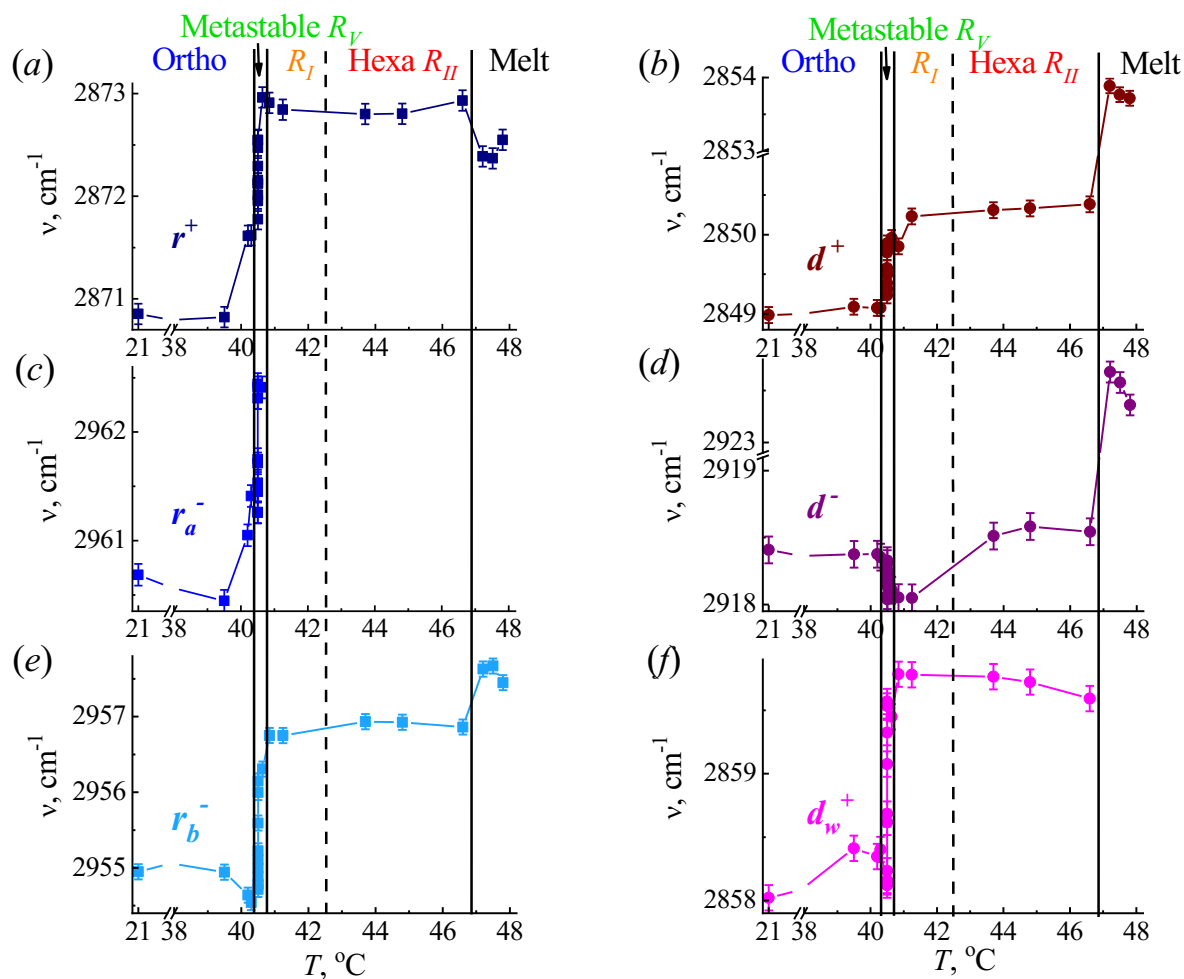 Metastable R_V
Ortho R_I Hexa R_II Melt
(a)
ν, cm⁻¹
2873
2872
2871
r⁺
21 38 40 42 44 46 48
Metastable R_V
Ortho R_I Hexa R_II Melt
(b)
ν, cm⁻¹
2854
2853
2850
2849
d⁺
21 38 40 42 44 46 48
(c)
ν, cm⁻¹
2962
2961
r_a⁻
21 38 40 42 44 46 48
(d)
ν, cm⁻¹
2923
2919
2918
d⁻
21 38 40 42 44 46 48
(e)
ν, cm⁻¹
2957
2956
2955
r_b⁻
21 38 40 42 44 46 48
T, °C
(f)
ν, cm⁻¹
2859
2858
d_w⁺
21 38 40 42 44 46 48
T, °C